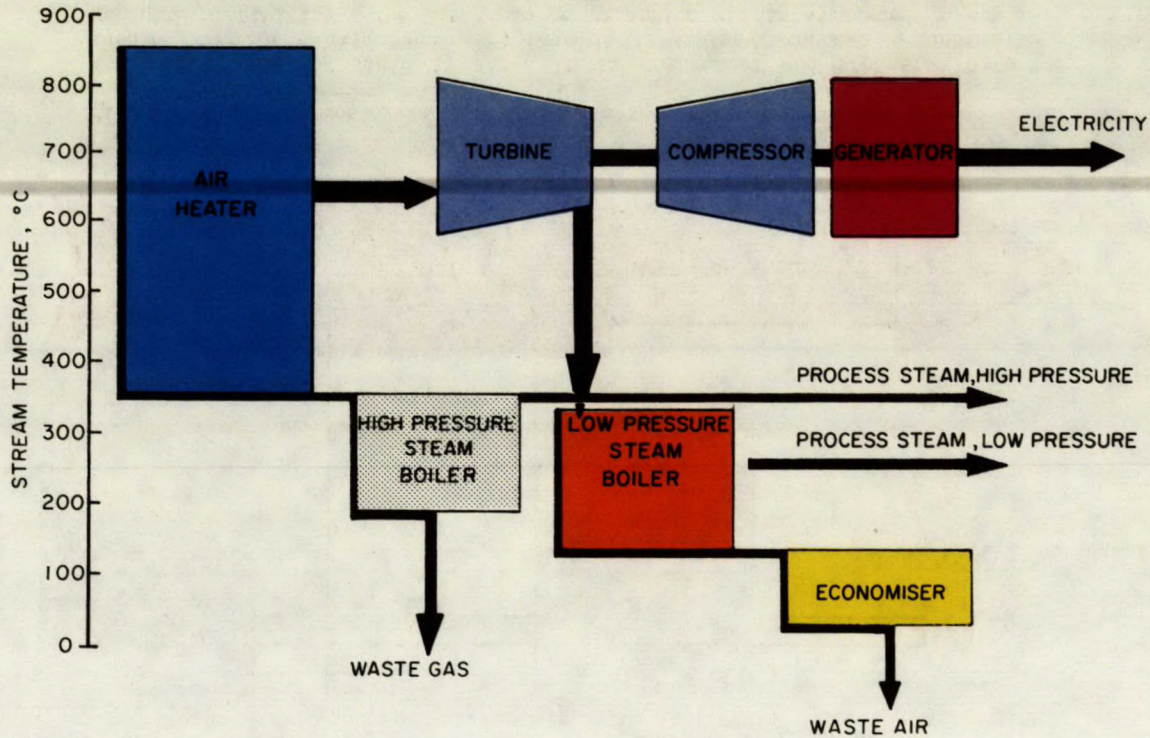 STREAM TEMPERATURE, °C
900
800
700
600
500
400
300
200
100
0
AIR
HEATER
TURBINE
COMPRESSOR
GENERATOR
ELECTRICITY
PROCESS STEAM, HIGH PRESSURE
HIGH PRESSURE
STEAM
BOILER
LOW PRESSURE
STEAM
BOILER
PROCESS STEAM, LOW PRESSURE
ECONOMISER
WASTE GAS
WASTE AIR